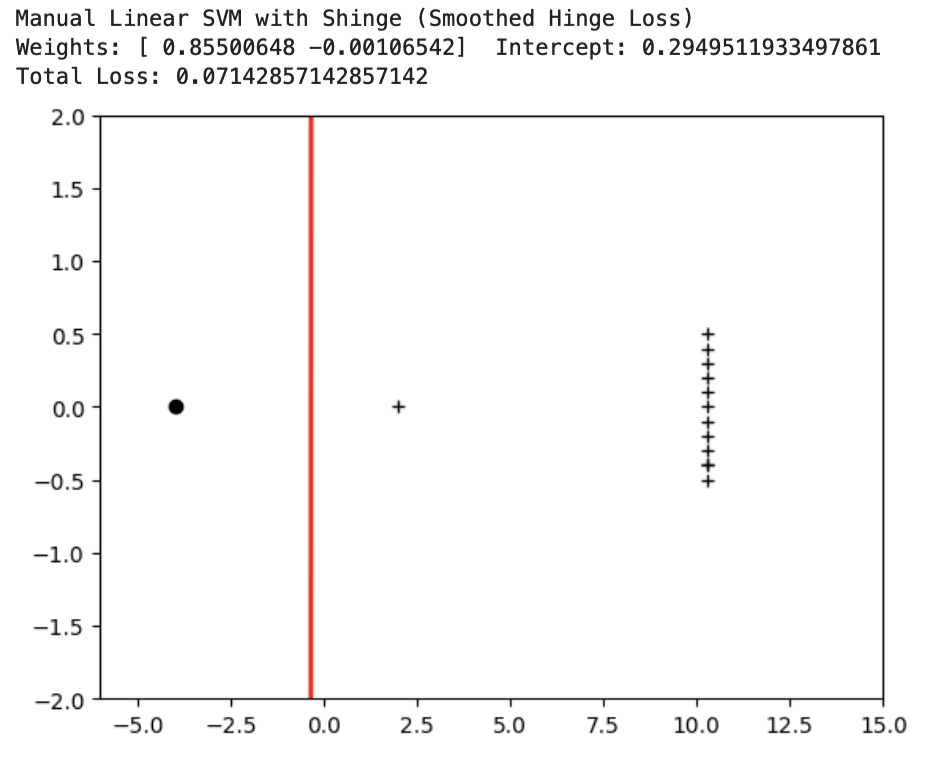 Manual Linear SVM with Shinge (Smoothed Hinge Loss)
Weights: [ 0.85500648 -0.00106542]  Intercept: 0.2949511933497861
Total Loss: 0.07142857142857142
2.0
1.5
1.0
0.5
0.0
−0.5
−1.0
−1.5
−2.0
−5.0 −2.5 0.0 2.5 5.0 7.5 10.0 12.5 15.0